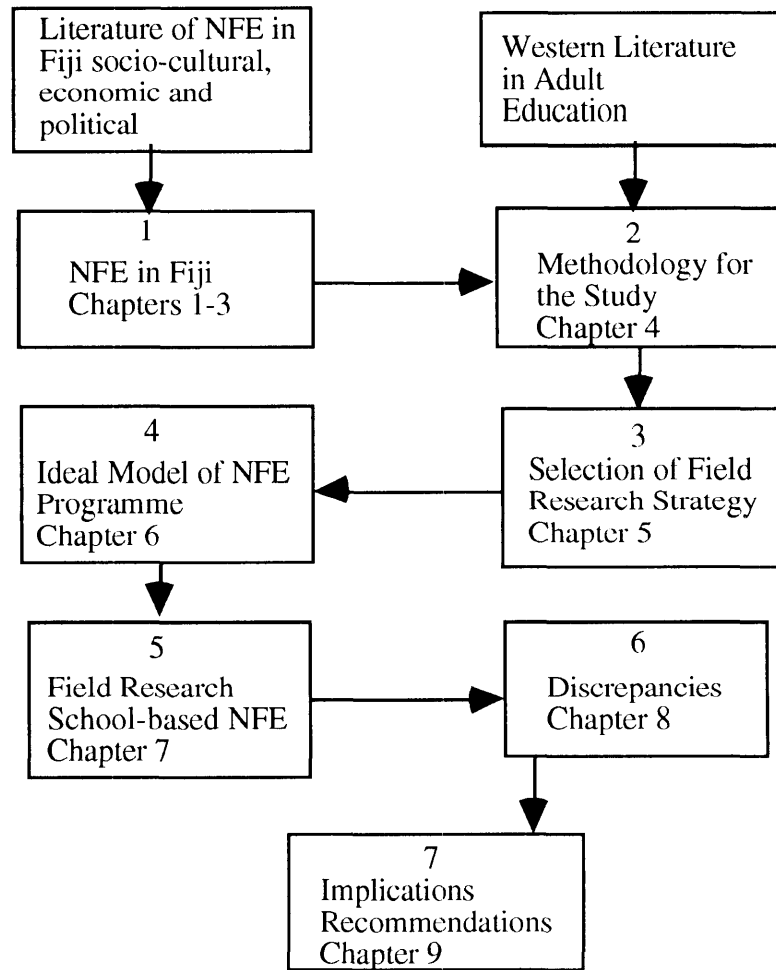 Literature of NFE in
Fiji socio-cultural,
economic and
political
Western Literature
in Adult
Education
1
NFE in Fiji
Chapters 1-3
2
Methodology for
the Study
Chapter 4
4
Ideal Model of NFE
Programme
Chapter 6
3
Selection of Field
Research Strategy
Chapter 5
5
Field Research
School-based NFE
Chapter 7
6
Discrepancies
Chapter 8
7
Implications
Recommendations
Chapter 9